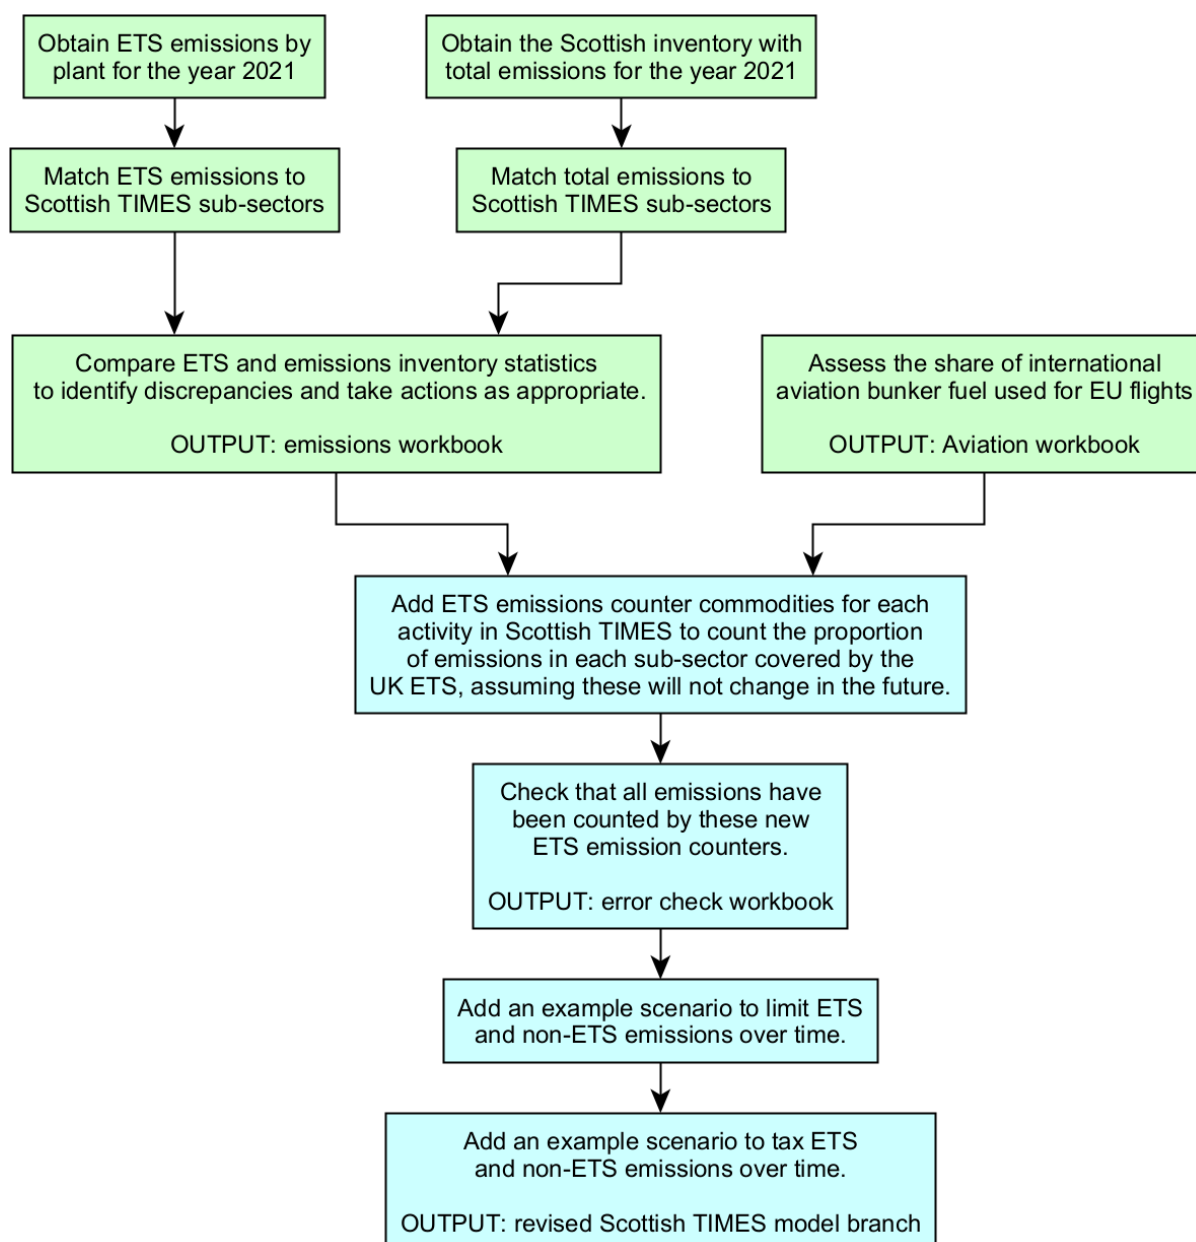 Obtain ETS emissions by
plant for the year 2021
Obtain the Scottish inventory with
total emissions for the year 2021
Match ETS emissions to
Scottish TIMES sub-sectors
Match total emissions to
Scottish TIMES sub-sectors
Compare ETS and emissions inventory statistics
to identify discrepancies and take actions as appropriate.
OUTPUT: emissions workbook
Assess the share of international
aviation bunker fuel used for EU flights
OUTPUT: Aviation workbook
Add ETS emissions counter commodities for each
activity in Scottish TIMES to count the proportion
of emissions in each sub-sector covered by the
UK ETS, assuming these will not change in the future.
Check that all emissions have
been counted by these new
ETS emission counters.
OUTPUT: error check workbook
Add an example scenario to limit ETS
and non-ETS emissions over time.
Add an example scenario to tax ETS
and non-ETS emissions over time.
OUTPUT: revised Scottish TIMES model branch